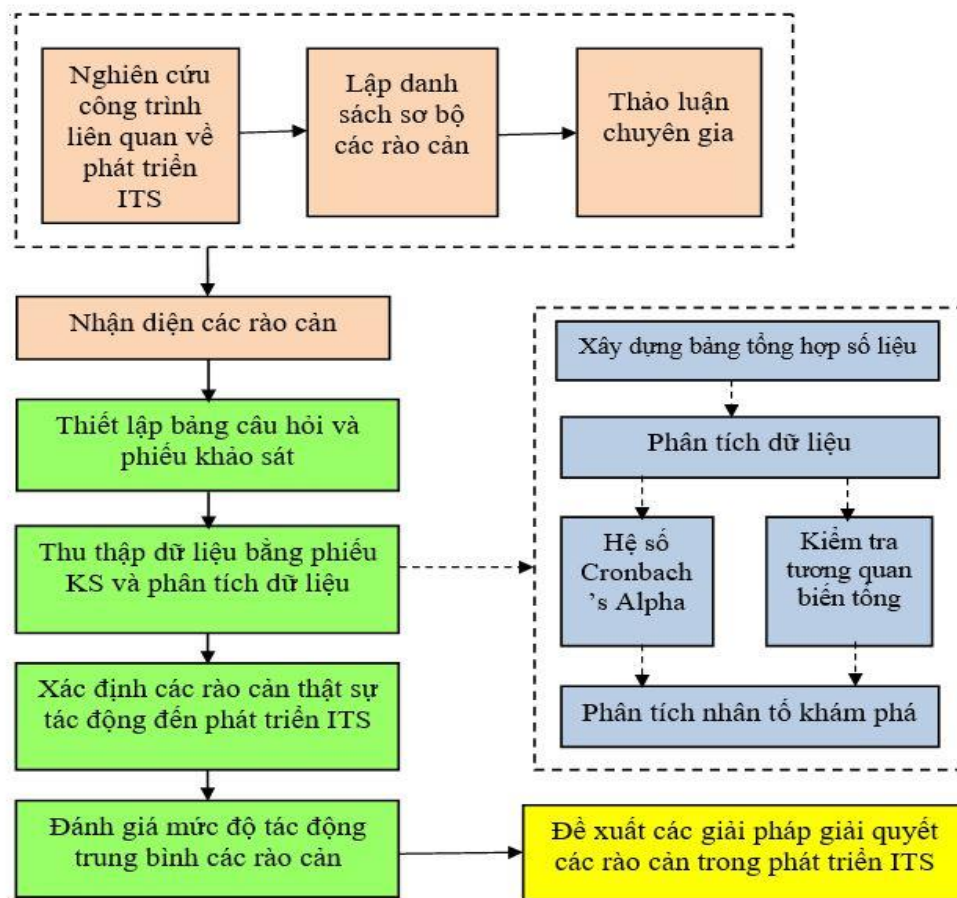 Nghiên cứu
công trình
liên quan về
phát triển
ITS
Lập danh
sách sơ bộ
các rào cản
Thảo luận
chuyên gia
Nhận diện các rào cản
Thiết lập bảng câu hỏi và
phiếu khảo sát
Thu thập dữ liệu bằng phiếu
KS và phân tích dữ liệu
Xác định các rào cản thật sự
tác động đến phát triển ITS
Đánh giá mức độ tác động
trung bình các rào cản
Xây dựng bảng tổng hợp số liệu
Phân tích dữ liệu
Hệ số
Cronbach
’s Alpha
Kiểm tra
tương quan
biến tổng
Phân tích nhân tố khám phá
Đề xuất các giải pháp giải quyết
các rào cản trong phát triển ITS